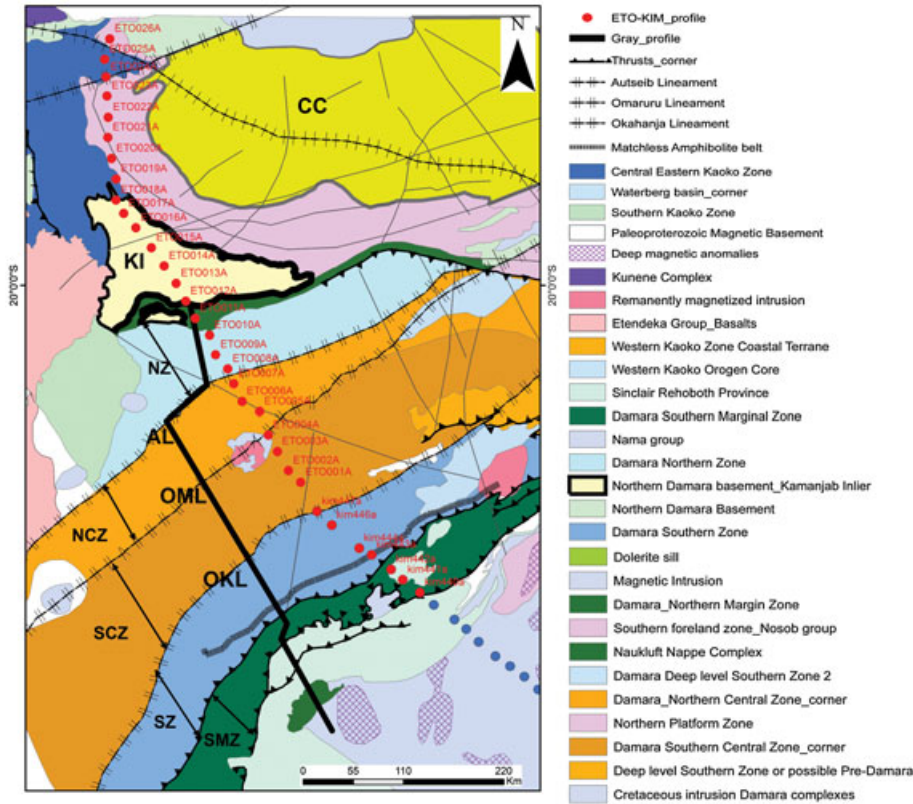 ETO026A
ETO025A
ETO022A
ETO021A
ETO020A
ETO019A
ETO018A
ETO017A
ETO016A
ETO015A
ETO014A
ETO013A
ETO012A
ETO010A
ETO009A
ETO008A
ETO007A
ETO006A
ETO004A
ETO003A
ETO002A
ETO001A
kim446a
N
CC
KI
NZ
AL
OML
NCZ
OKL
SCZ
SZ
SMZ
20°0'0"S
20°0'0"S
0 55 110 220
Km
ETO-KIM_profile
Gray_profile
Thrusts_corner
Autseib Lineament
Omaruru Lineament
Okahanja Lineament
Matchless Amphibolite belt
Central Eastern Kaoko Zone
Waterberg basin_corner
Southern Kaoko Zone
Paleoproterozoic Magnetic Basement
Deep magnetic anomalies
Kunene Complex
Remanently magnetized intrusion
Etendeka Group_Basalts
Western Kaoko Zone Coastal Terrane
Western Kaoko Orogen Core
Sinclair Rehoboth Province
Damara Southern Marginal Zone
Nama group
Damara Northern Zone
Northern Damara basement_Kamanjab Inlier
Northern Damara Basement
Damara Southern Zone
Dolerite sill
Magnetic Intrusion
Damara_Northern Margin Zone
Southern foreland zone_Nosob group
Naukluft Nappe Complex
Damara Deep level Southern Zone 2
Damara_Northern Central Zone_corner
Northern Platform Zone
Damara Southern Central Zone_corner
Deep level Southern Zone or possible Pre-Damara
Cretaceous intrusion Damara complexes